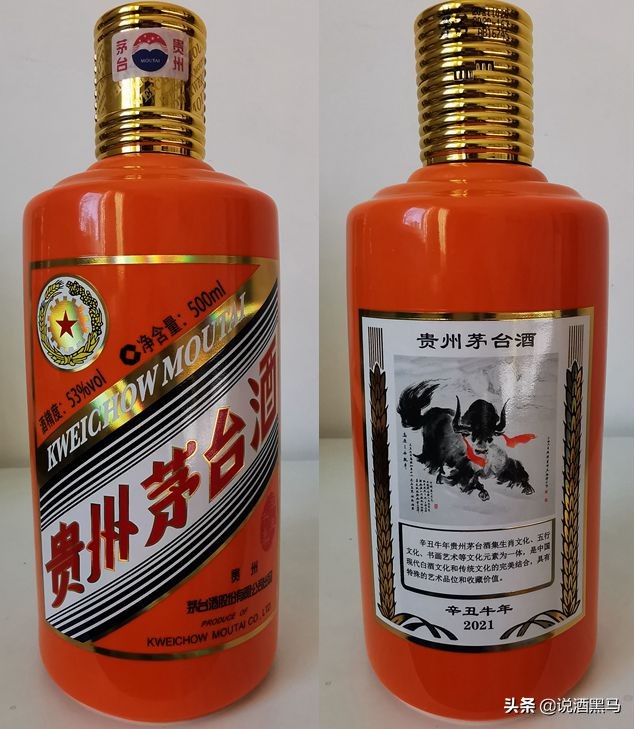 茅台
贵州
MOUTAI
净含量：500ml
酒精度：53%vol
KWEICHOW MOUTAI
贵州茅台酒
贵州
茅台酒股份有限公司出品
PRODUCE OF
KWEICHOW MOUTAI CO. LTD
贵州茅台酒
辛丑牛年贵州茅台酒集生肖文化、五行
文化、书画艺术等文化元素为一体，是中国
现代白酒文化和传统文化的完美结合，具有
特殊的艺术品位和收藏价值。
辛丑牛年
2021
头条 @说酒黑马